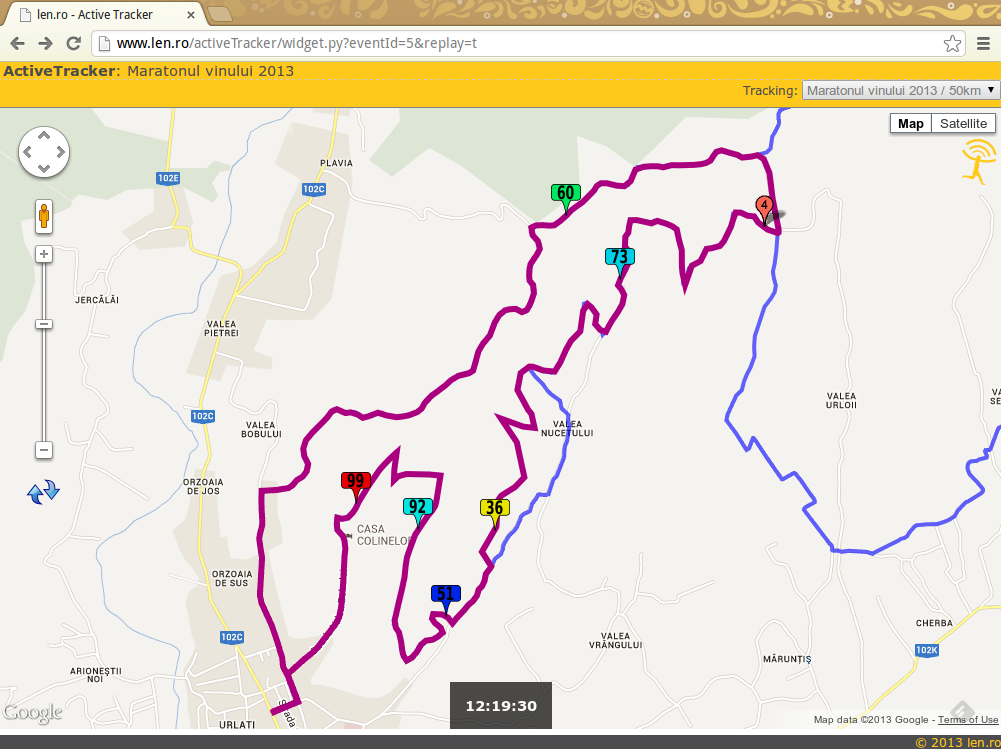 len.ro - Active Tracker
www.len.ro/activeTracker/widget.py?eventId=5&replay=t
ActiveTracker: Maratonul vinului 2013
Tracking: Maratonul vinului 2013 / 50km
Map Satellite
PLAVIA
102E
102C
60
4
73
JERCĂLĂI
VALEA
PIETREI
102C
VALEA
BOBULUI
VALEA
URLOII
VALEA
NUCETULUI
ORZOAIA
DE JOS
99
92
36
CASA
ORZOAIA
DE SUS
51
102C
VALEA
VRÂNGULUI
CHERBA
102K
MĂRUNȚIȘ
ARIONEȘTII
NOI
12:19:30
Google
URLATI
Strada
Map data ©2013 Google - Terms of Use
© 2013 len.ro